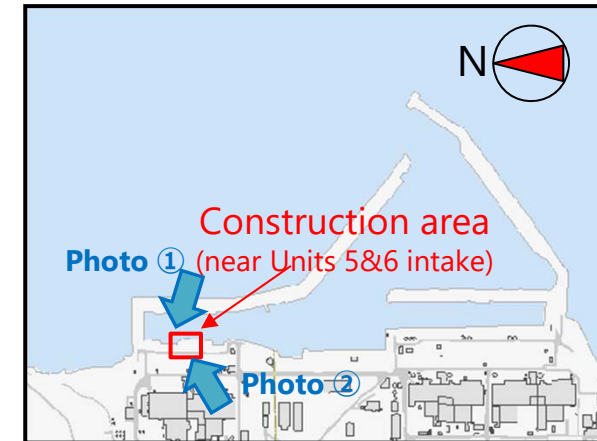 N
Construction area
Photo ① (near Units 5&6 intake)
Photo ②